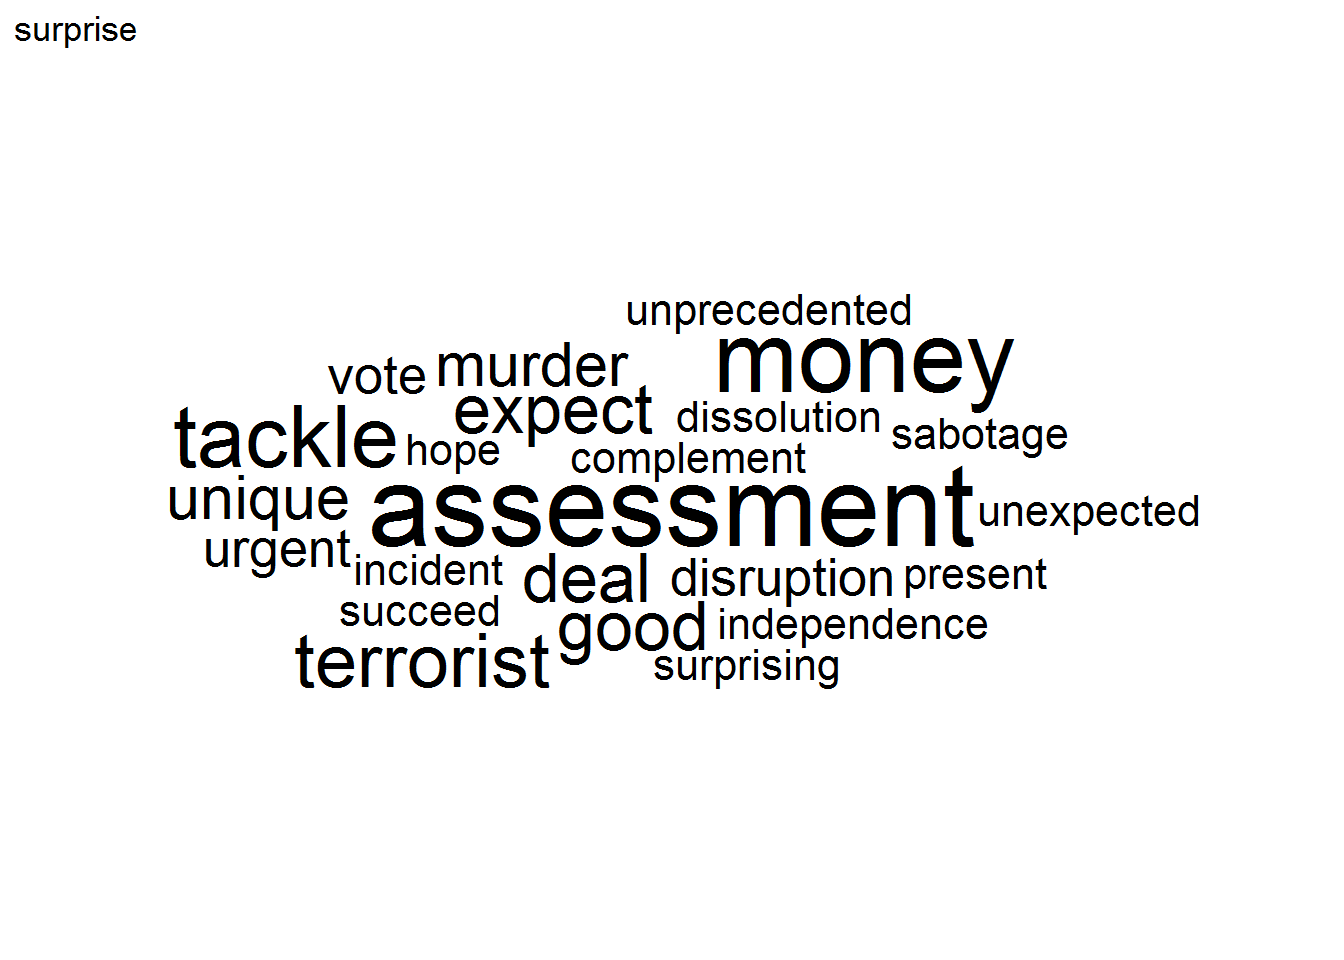 surprise
unprecedented
money
vote
murder
expect
dissolution
sabotage
tackle
hope
complement
unique
assessment
unexpected
urgent
incident
deal
disruption
present
succeed
good
independence
terrorist
surprising